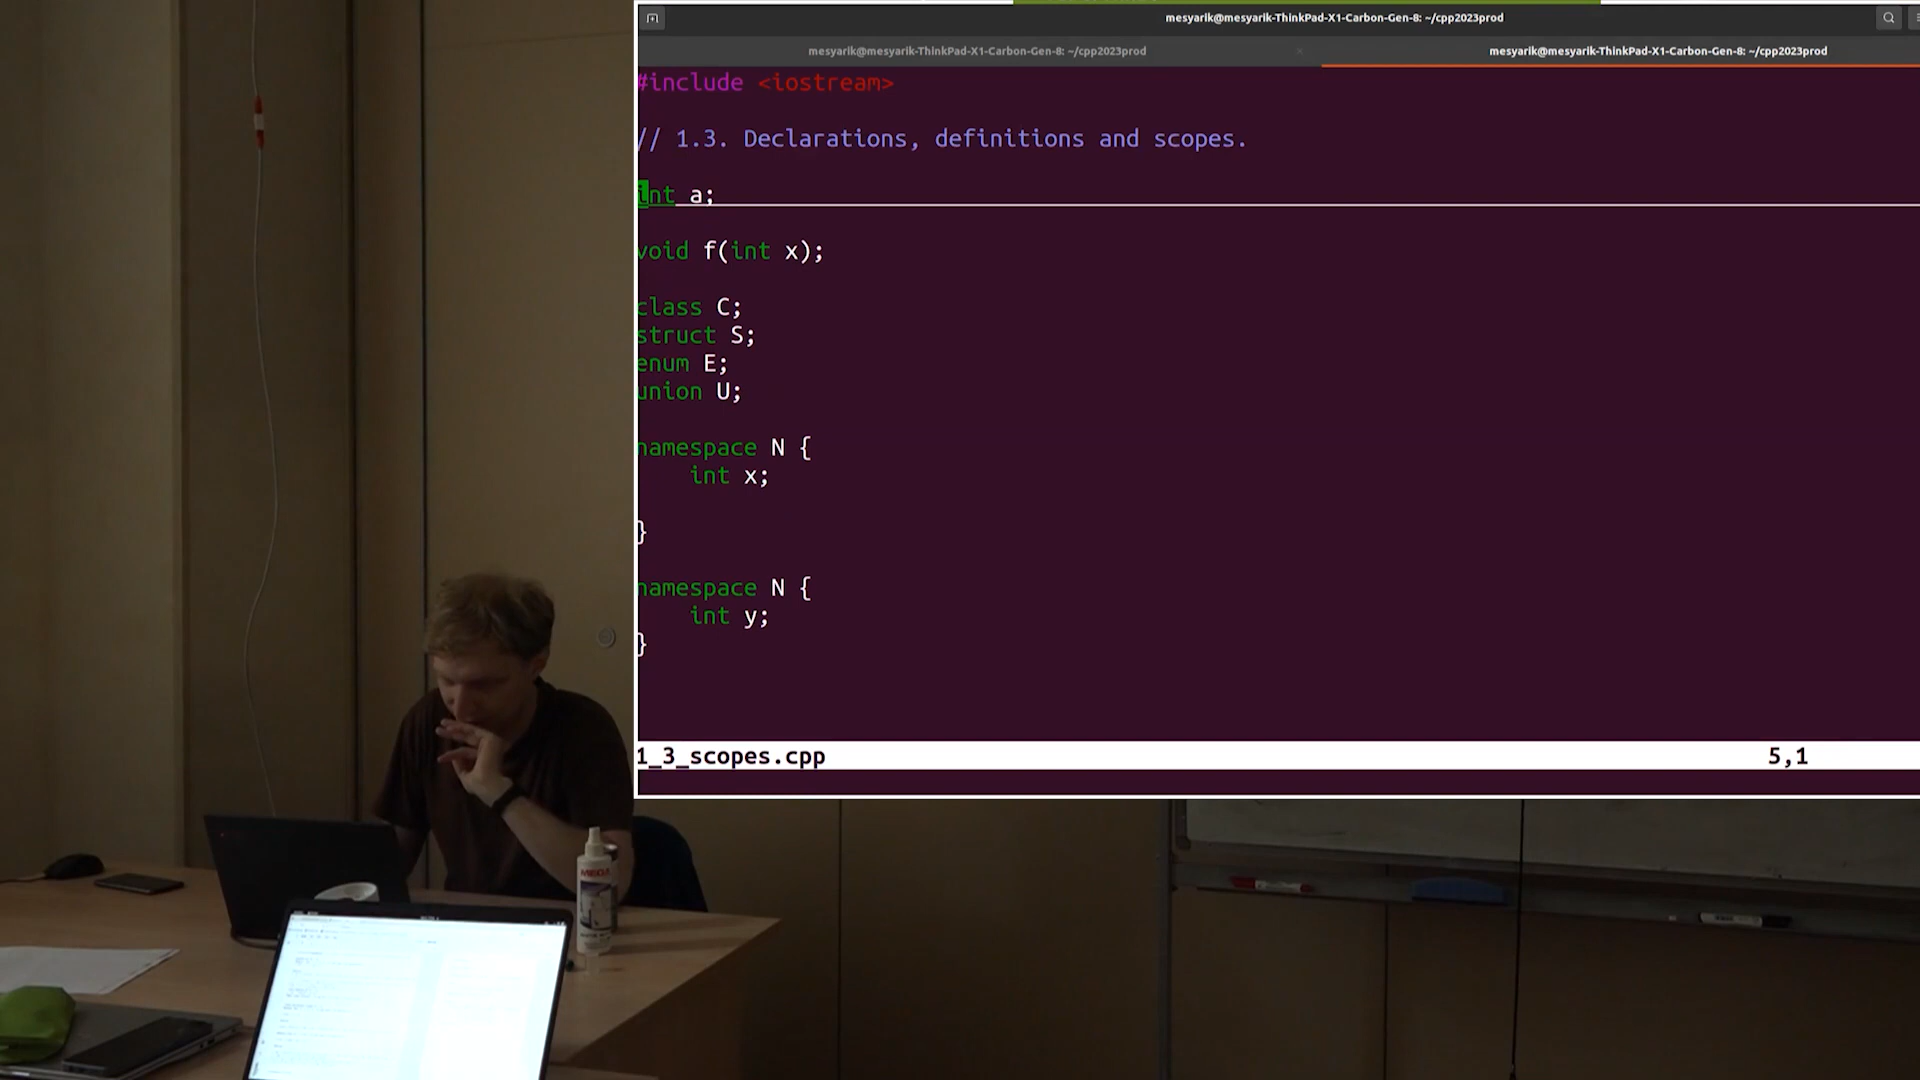 mesyarik@mesyarik-ThinkPad-X1-Carbon-Gen-8: ~/cpp2023prod
mesyarik@mesyarik-ThinkPad-X1-Carbon-Gen-8: ~/cpp2023prod
mesyarik@mesyarik-ThinkPad-X1-Carbon-Gen-8: ~/cpp2023prod
#include <iostream>
// 1.3. Declarations, definitions and scopes.
int a;
void f(int x);
class C;
struct S;
enum E;
union U;
namespace N {
int x;
}
namespace N {
int y;
}
1_3_scopes.cpp 5,1
MEGA